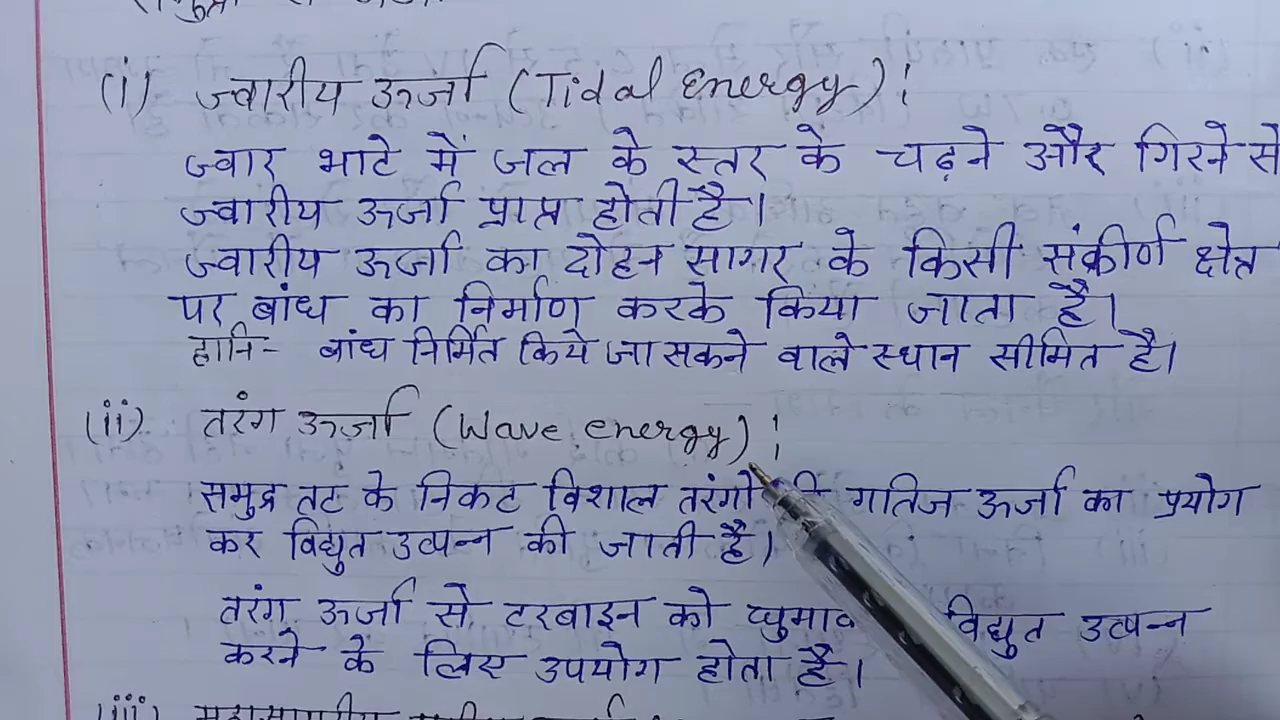 (i) ज्वारीय ऊर्जा (Tidal Energy) :
ज्वार भाटे में जल के स्तर के चढ़ने और गिरने से
ज्वारीय ऊर्जा प्राप्त होती है।
ज्वारीय ऊर्जा का दोहन सागर के किसी संकीर्ण क्षेत्र
पर बांध का निर्माण करके किया जाता है।
हानि- बांध निर्मित किये जा सकने वाले स्थान सीमित है।
(ii) तरंग ऊर्जा (Wave energy) :
समुद्र तट के निकट विशाल तरंगो की गतिज ऊर्जा का प्रयोग
कर विद्युत उत्पन्न की जाती है।
तरंग ऊर्जा से टरबाइन को विद्युत उत्पन्न
करने के लिए उपयोग होता है।
(iii)